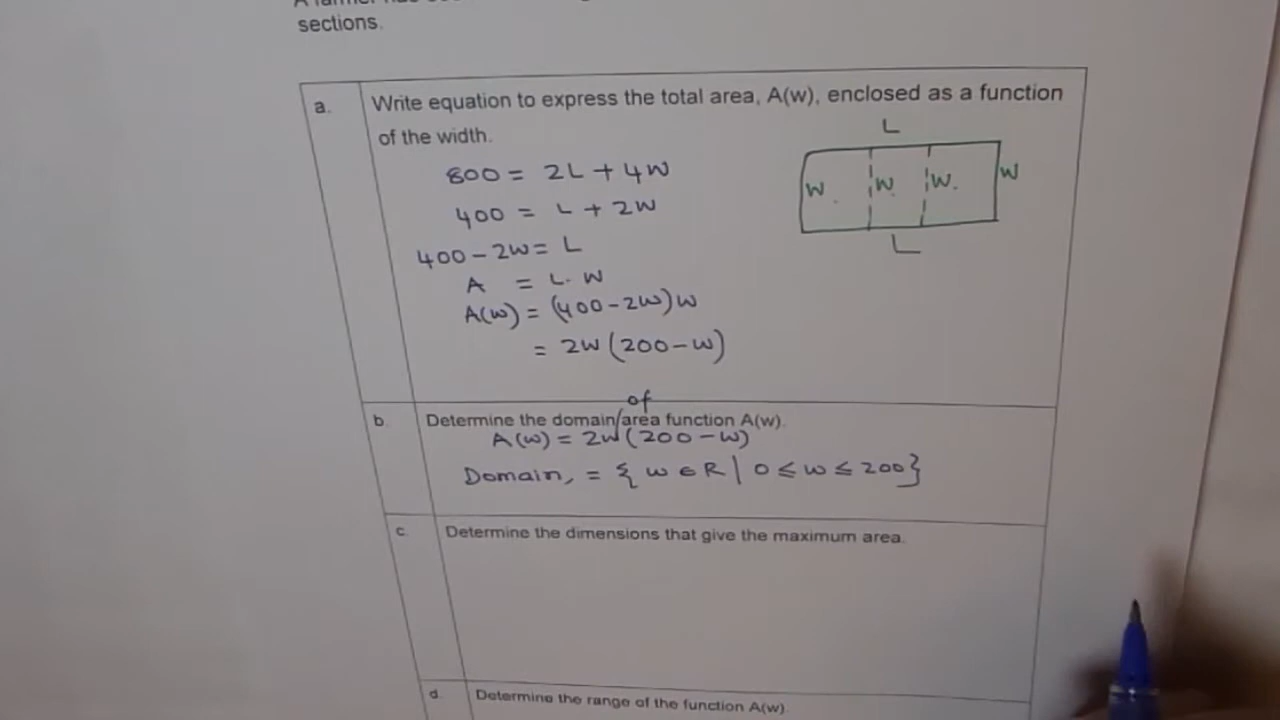 sections.
a. Write equation to express the total area, A(w), enclosed as a function
of the width.
L
800 = 2L + 4W
W. W. W. W
400 = L + 2W
L
400 - 2W = L
A = L. W
A(W) = (400 - 2W)W
= 2W(200 - W)
of
b. Determine the domain/area function A(w).
A(W) = 2W(200 - W)
Domain, = { W ∈ R | 0 ≤ W ≤ 200}
c. Determine the dimensions that give the maximum area.
d. Determine the range of the function A(w).